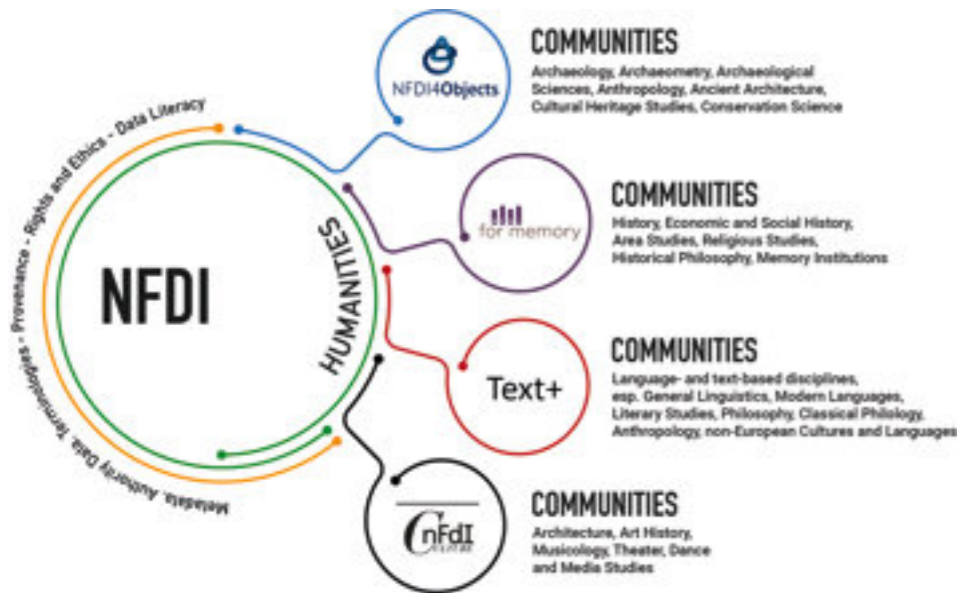 NFDI
HUMANITIES
Metadata, Authority Data, Terminologies - Provenance - Rights and Ethics - Data Literacy
NFDI4Objects
COMMUNITIES
Archaeology, Archaeometry, Archaeological
Sciences, Anthropology, Ancient Architecture,
Cultural Heritage Studies, Conservation Science
for memory
COMMUNITIES
History, Economic and Social History,
Area Studies, Religious Studies,
Historical Philosophy, Memory Institutions
Text+
COMMUNITIES
Language- and text-based disciplines,
esp. General Linguistics, Modern Languages,
Literary Studies, Philosophy, Classical Philology,
Anthropology, non-European Cultures and Languages
nFdI
COMMUNITIES
Architecture, Art History,
Musicology, Theater, Dance
and Media Studies